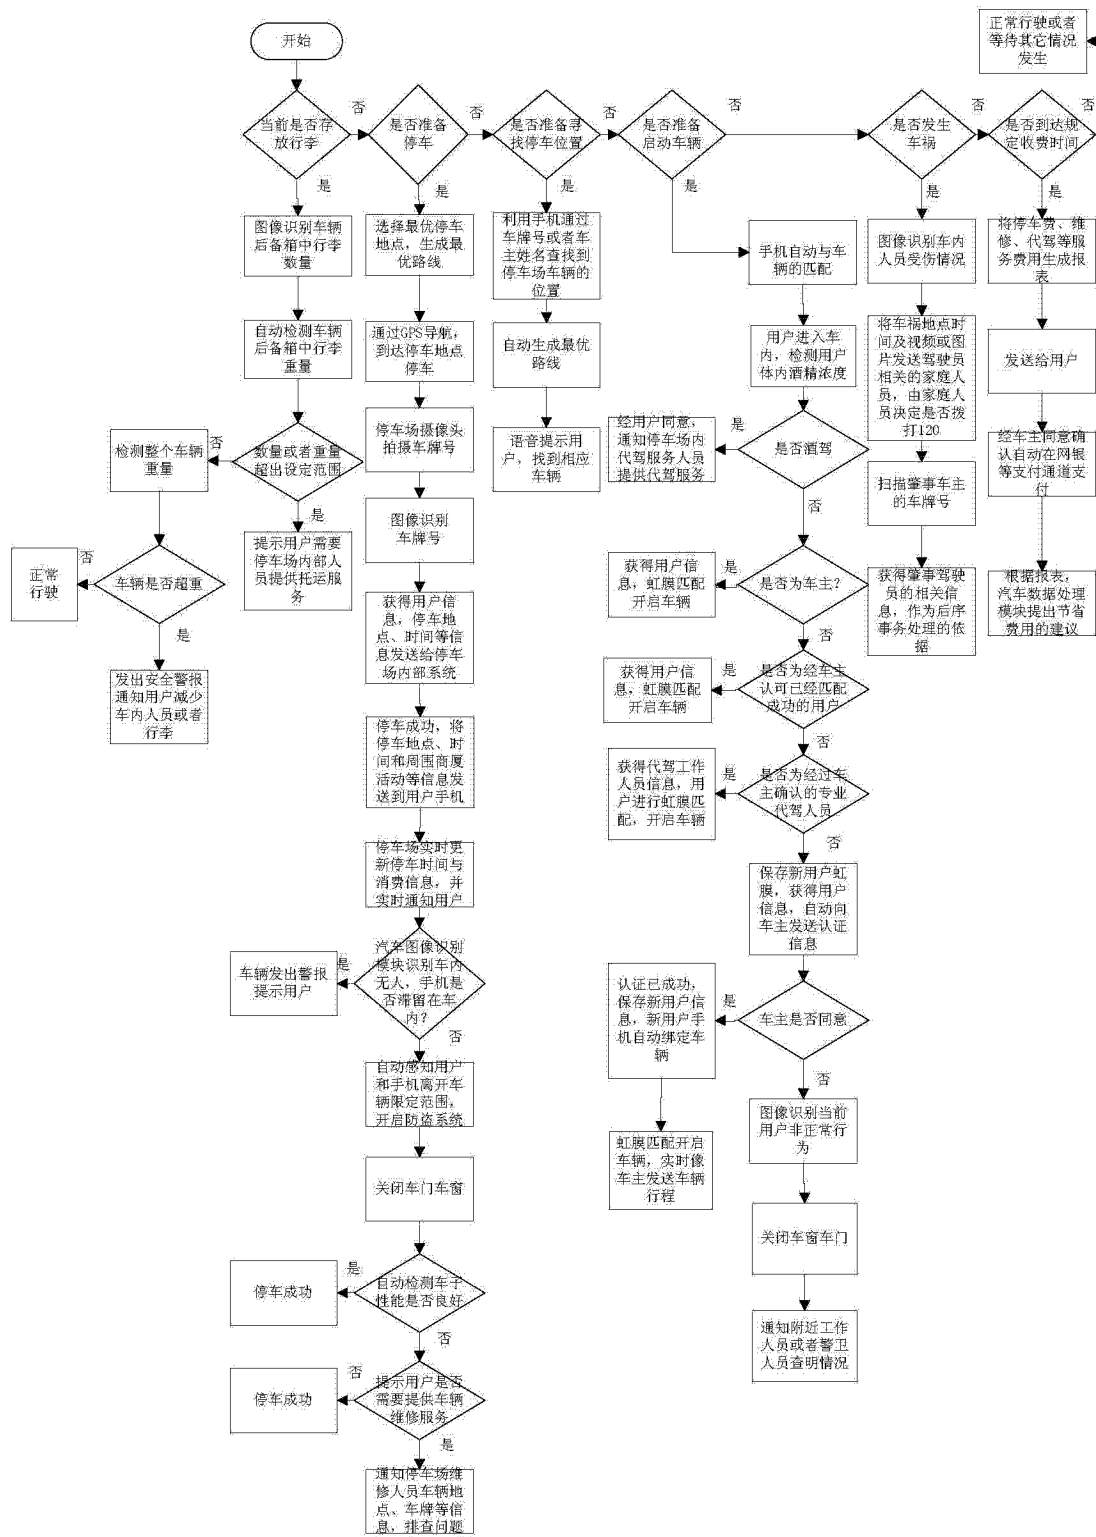 开始
正常行驶或者
等待其它情况
发生
当前是否存
放行李
否
是否准备
停车
否
是否准备寻
找停车位置
否
是否准备
启动车辆
否
是否发生
车祸
否
是否到达规
定收费时间
是
图像识别车辆
后备箱中行李
数量
自动检测车辆
后备箱中行李
重量
数量或者重量
超出设定范围
否
检测整个车辆
重量
是
提示用户需要
停车场内部人
员提供托运服
务
车辆是否超重
否
正常
行驶
是
发出安全警报
通知用户减少
车内人员或者
行李
是
选择最优停车
地点，生成最
优路线
通过GPS导航，
到达停车地点
停车
停车场摄像头
拍摄车牌号
图像识别
车牌号
获得用户信
息，停车地
点、时间等信
息发送给停车
场内部系统
停车成功，将
停车地点、时
间和周围商厦
活动等信息发
送到用户手机
停车场实时更
新停车时间与
消费信息，并
实时通知用户
汽车图像识别
模块识别车内
无人，手机是
否滞留在车
内？
是
车辆发出警报
提示用户
否
自动感知用户
和手机离开车
辆限定范围，
开启防盗系统
关闭车门车窗
自动检测车子
性能是否良好
是
停车成功
否
提示用户是否
需要提供车辆
维修服务
否
停车成功
是
通知停车场维
修人员车辆地
点、车牌等信
息，排查问题
是
利用手机通过
车牌号或者车
主姓名查找到
停车场车辆的
位置
自动生成最优
路线
语音提示用
户，找到相应
车辆
是
手机自动与车
辆的匹配
用户进入车
内，检测用户
体内酒精浓度
是否酒驾
是
经用户同意，
通知停车场内
代驾服务人员
提供代驾服务
否
是否为车主？
是
获得用户信
息，虹膜匹配
开启车辆
否
是否为经车主
认可已经匹配
成功的用户
是
获得用户信
息，虹膜匹配
开启车辆
否
是否为经过车
主确认的专业
代驾人员
是
获得代驾工作
人员信息，用
户进行虹膜匹
配，开启车辆
否
保存新用户虹
膜，获得用户
信息，自动向
车主发送认证
信息
车主是否同意
是
认证已成功，
保存新用户信
息，新用户手
机自动绑定车
辆
虹膜匹配开启
车辆，实时像
车主发送车辆
行程
否
图像识别当前
用户非正常行
为
关闭车窗车门
通知附近工作
人员或者警卫
人员查明情况
是
图像识别车内
人员受伤情况
将车祸地点时
间及视频或图
片发送驾驶员
相关的家庭人
员，由家庭人
员决定是否拨
打120
扫描肇事车主
的车牌号
获得肇事驾驶
员的相关信
息，作为后序
事务处理的依
据
是
将停车费、维
修、代驾等服
务费用生成报
表
发送给用户
经车主同意确
认自动在网银
等支付通道支
付
根据报表，
汽车数据处理
模块提出节省
费用的建议